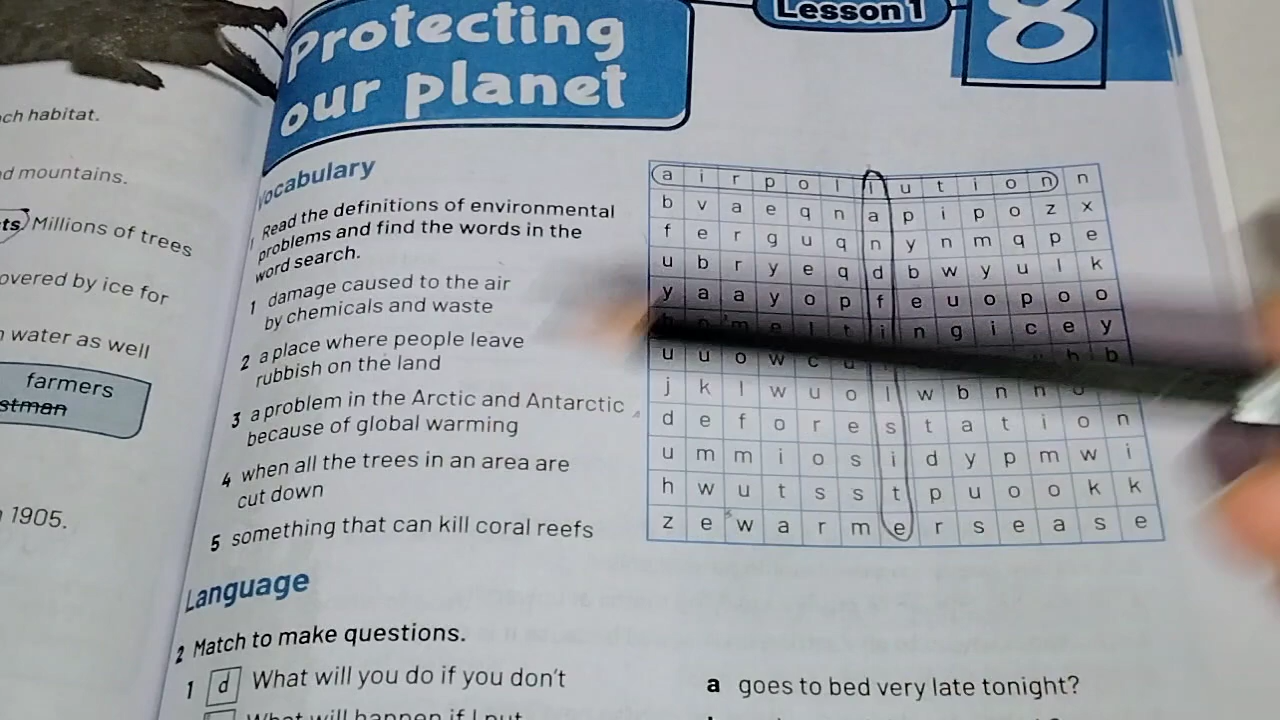 Lesson 1
8
Protecting
our planet
ch habitat.
d mountains.
ts Millions of trees
overed by ice for
n water as well
farmers
stman
1905.
Vocabulary
1 Read the definitions of environmental
problems and find the words in the
word search.
1 damage caused to the air
by chemicals and waste
2 a place where people leave
rubbish on the land
3 a problem in the Arctic and Antarctic
because of global warming
4 when all the trees in an area are
cut down
5 something that can kill coral reefs
a i r p o l l u t i o n n
b v a e q n a p i p o z x
f e r g u q n y n m q p e
u b r y e q d b w y u l k
y a a y o p f e u o p o o
m e l t i n g i c e y
u u o w c u h b
j k l w u o l w b n n
d e f o r e s t a t i o n
u m m i o s i d y p m w i
h w u t s s t p u o o k k
z e w a r m e r s e a s e
Language
2 Match to make questions.
1 d What will you do if you don't
What will happen if I put
a goes to bed very late tonight?